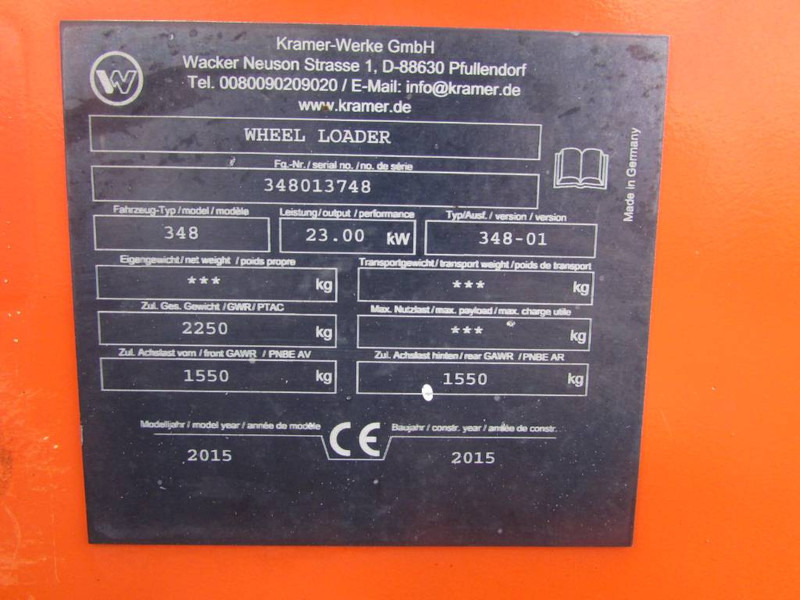 Kramer-Werke GmbH
Wacker Neuson Strasse 1, D-88630 Pfullendorf
Tel. 0080090209020 / E-Mail: info@kramer.de
www.kramer.de
WHEEL LOADER
Fg.-Nr. / serial no. / no. de série
348013748
Made in Germany
Fahrzeug-Typ / model / modèle Leistung / output / performance Typ/Ausf. / version / version
348 23.00 kW 348-01
Eigengewicht / net weight / poids propre Transportgewicht / transport weight / poids de transport
*** kg *** kg
Zul. Ges. Gewicht / GWR / PTAC Max. Nutzlast / max. payload / max. charge utile
2250 kg *** kg
Zul. Achslast vorn / front GAWR / PNBE AV Zul. Achslast hinten / rear GAWR / PNBE AR
1550 kg 1550 kg
Modelljahr / model year / année de modèle CE Baujahr / constr. year / année de constr.
2015 2015